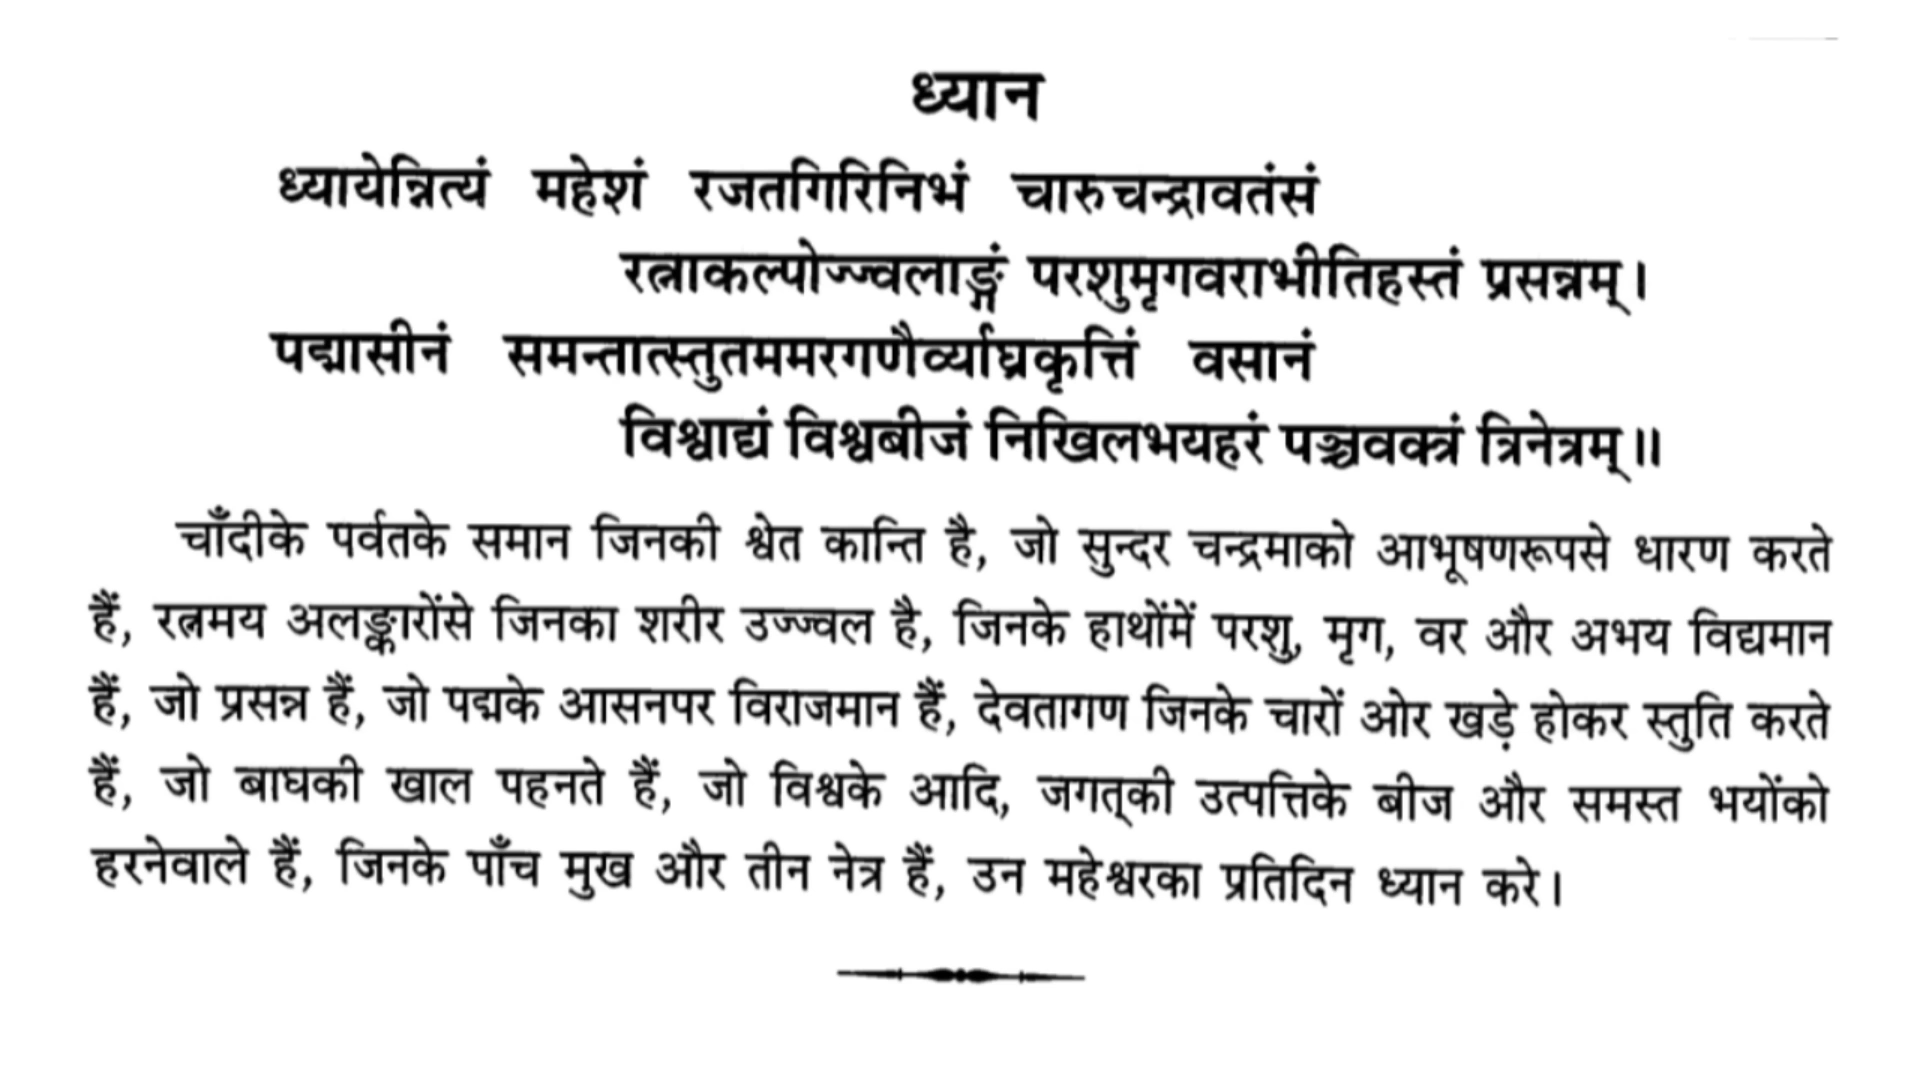 ध्यान
ध्यायेन्नित्यं महेशं रजतगिरिनिभं चारुचन्द्रावतंसं
रत्नाकल्पोज्ज्वलाङ्गं परशुमृगवराभीतिहस्तं प्रसन्नम्।
पद्मासीनं समन्तात्स्तुतममरगणैर्व्याघ्रकृत्तिं वसानं
विश्वाद्यं विश्वबीजं निखिलभयहरं पञ्चवक्त्रं त्रिनेत्रम्॥
चाँदीके पर्वतके समान जिनकी श्वेत कान्ति है, जो सुन्दर चन्द्रमाको आभूषणरूपसे धारण करते
हैं, रत्नमय अलङ्कारोंसे जिनका शरीर उज्ज्वल है, जिनके हाथोंमें परशु, मृग, वर और अभय विद्यमान
हैं, जो प्रसन्न हैं, जो पद्मके आसनपर विराजमान हैं, देवतागण जिनके चारों ओर खड़े होकर स्तुति करते
हैं, जो बाघकी खाल पहनते हैं, जो विश्वके आदि, जगत्‌की उत्पत्तिके बीज और समस्त भयोंको
हरनेवाले हैं, जिनके पाँच मुख और तीन नेत्र हैं, उन महेश्वरका प्रतिदिन ध्यान करे।